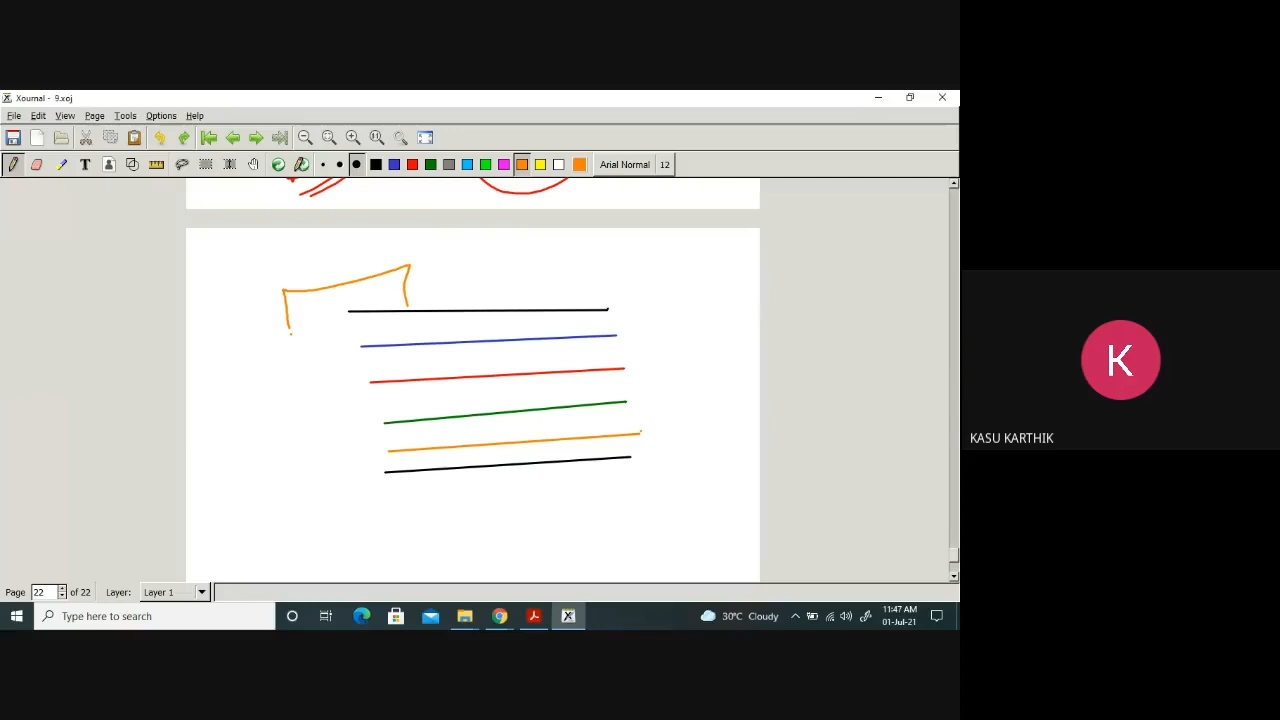 Xournal - 9.xoj
File Edit View Page Tools Options Help
T Arial Normal 12
K
KASU KARTHIK
Page 22 of 22 Layer: Layer 1
Type here to search 30°C Cloudy 11:47 AM
01-Jul-21